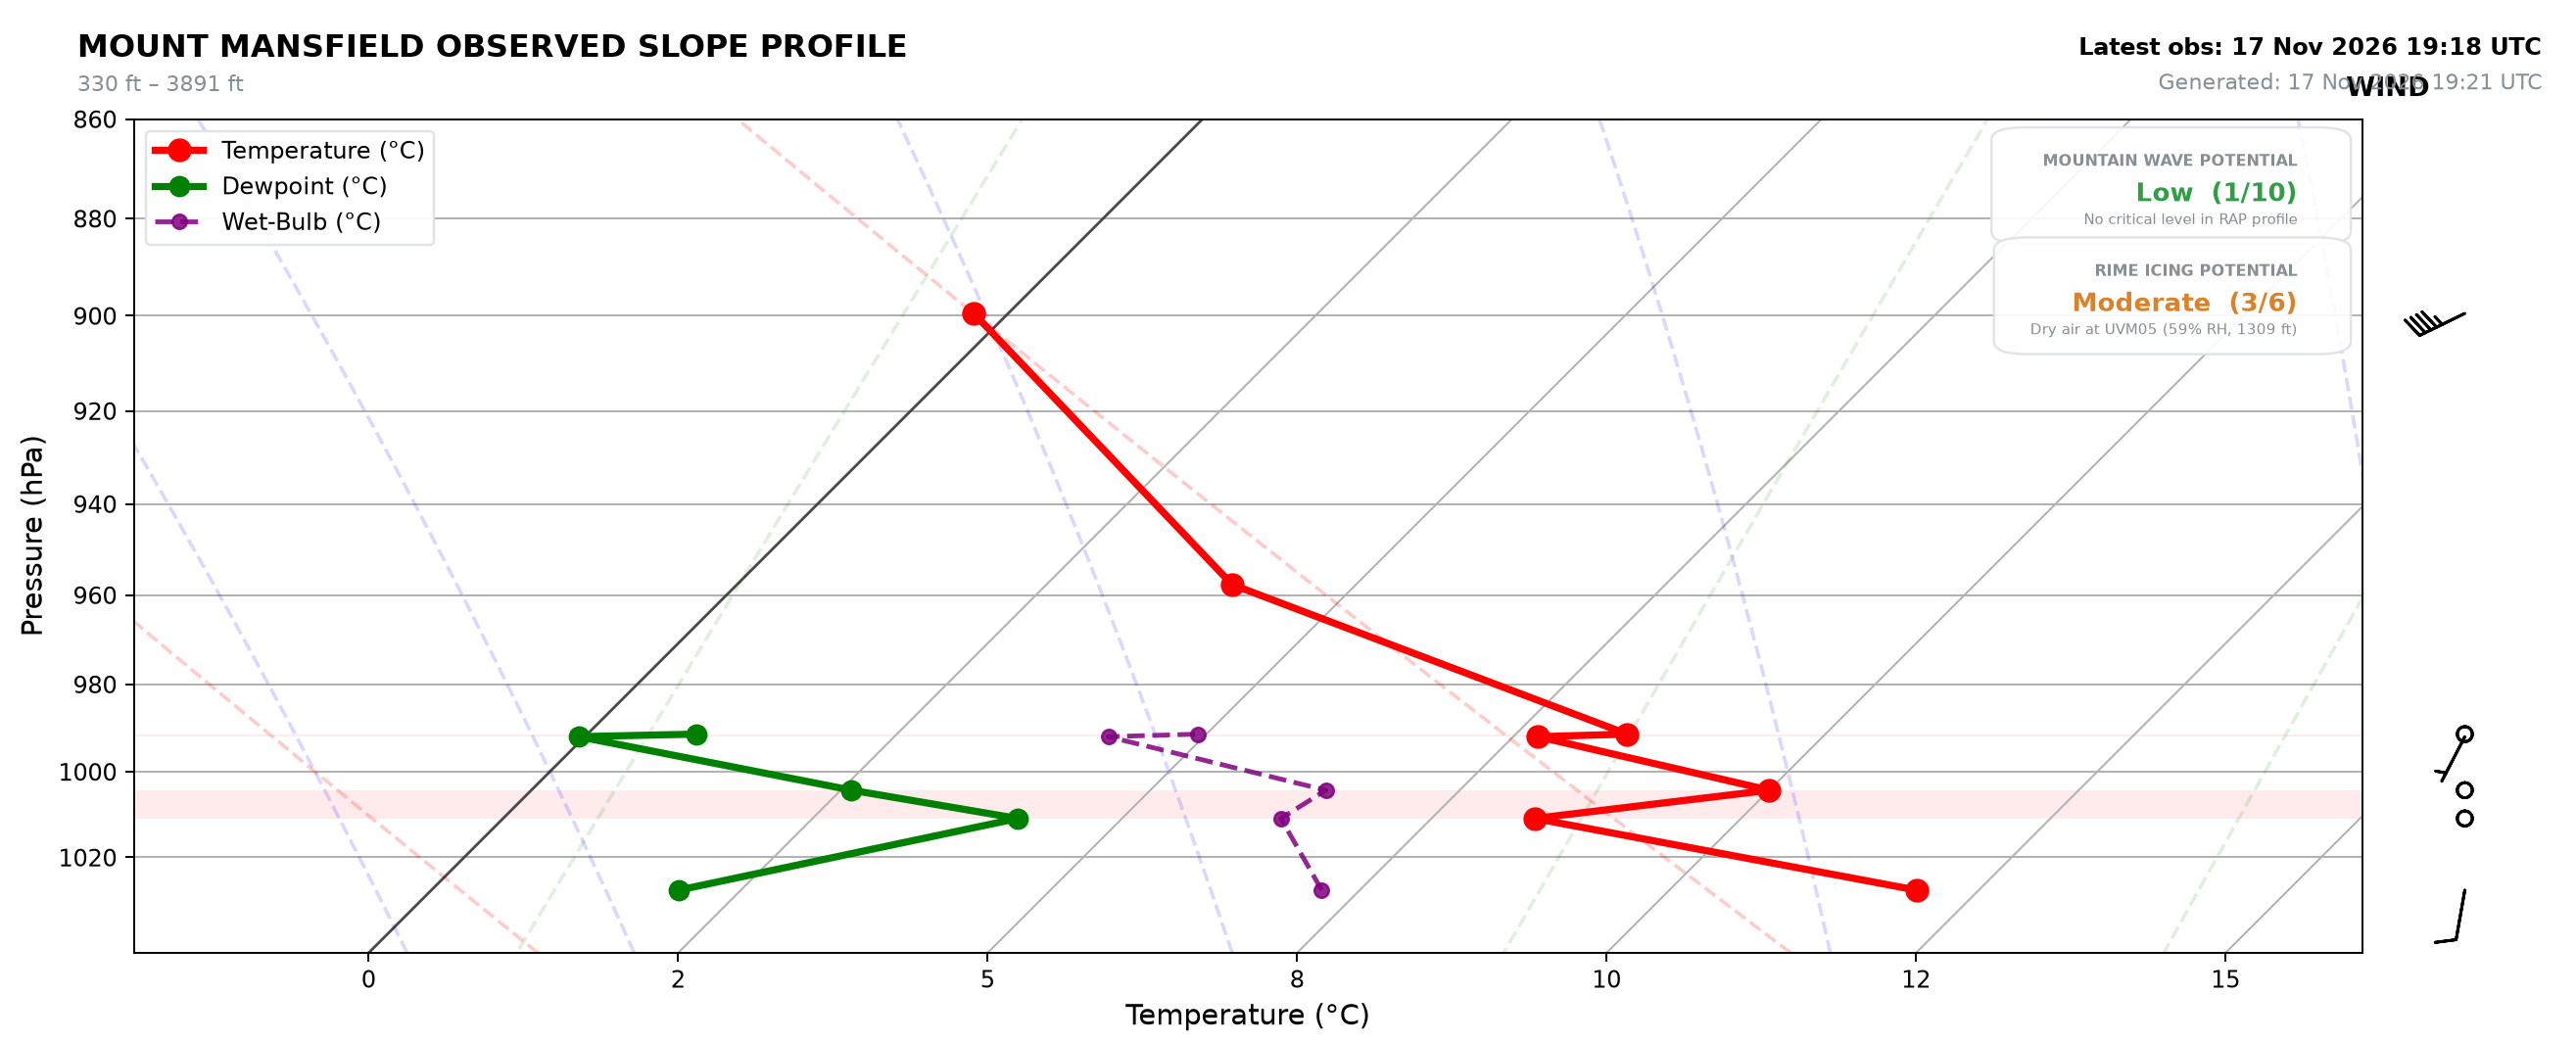 MOUNT MANSFIELD OBSERVED SLOPE PROFILE
330 ft – 3891 ft
Latest obs: 17 Nov 2026 19:18 UTC
Generated: 17 Nov 2026 19:21 UTC
WIND
Temperature (°C)
Dewpoint (°C)
Wet-Bulb (°C)
MOUNTAIN WAVE POTENTIAL
Low (1/10)
No critical level in RAP profile
RIME ICING POTENTIAL
Moderate (3/6)
Dry air at UVM05 (59% RH, 1309 ft)
Pressure (hPa)
860
880
900
920
940
960
980
1000
1020
0 2 5 8 10 12 15
Temperature (°C)